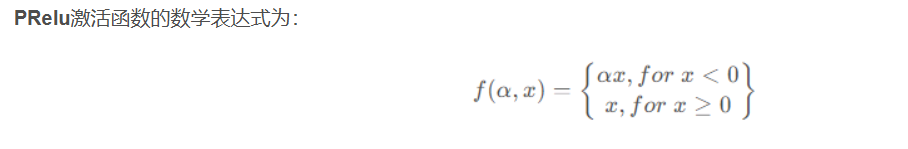 PRelu激活函数的数学表达式为：
f(α, x) = { αx, for x < 0 }
{ x, for x ≥ 0 }